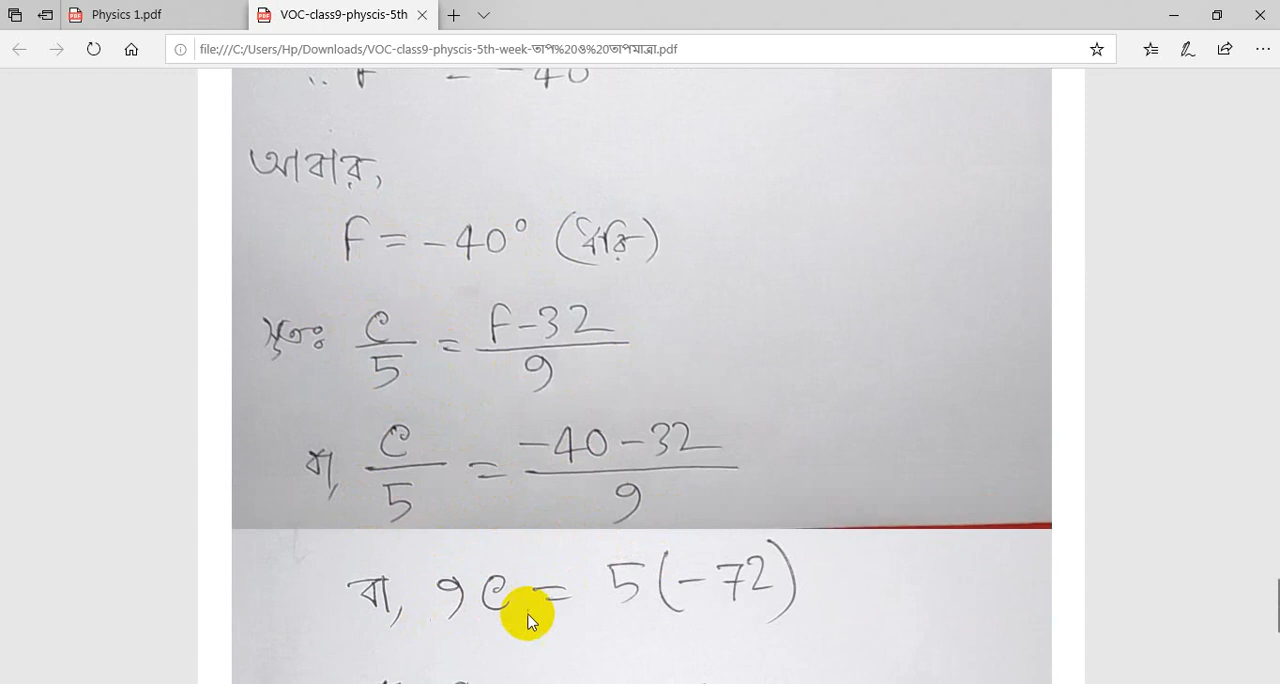 Physics 1.pdf
VOC-class9-physcis-5th
file:///C:/Users/Hp/Downloads/VOC-class9-physcis-5th-week-তাপ%20ও%20তাপমাত্রা.pdf
∴ F = -40
আবার,
F = -40° (ধরি)
সূত্রঃ C/5 = F-32/9
বা, C/5 = -40-32/9
বা, 9C = 5(-72)